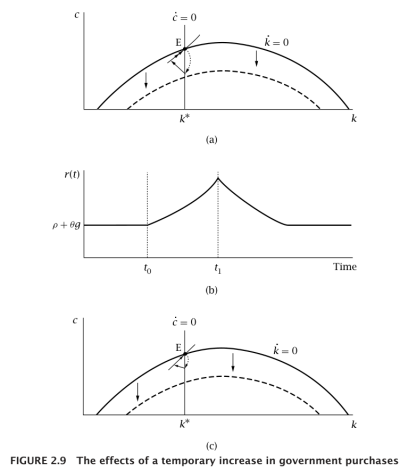 c
ċ = 0
E
k̇ = 0
k*
k
(a)
r(t)
ρ + θg
t₀
t₁
Time
(b)
c
ċ = 0
E
k̇ = 0
k*
k
(c)
FIGURE 2.9 The effects of a temporary increase in government purchases